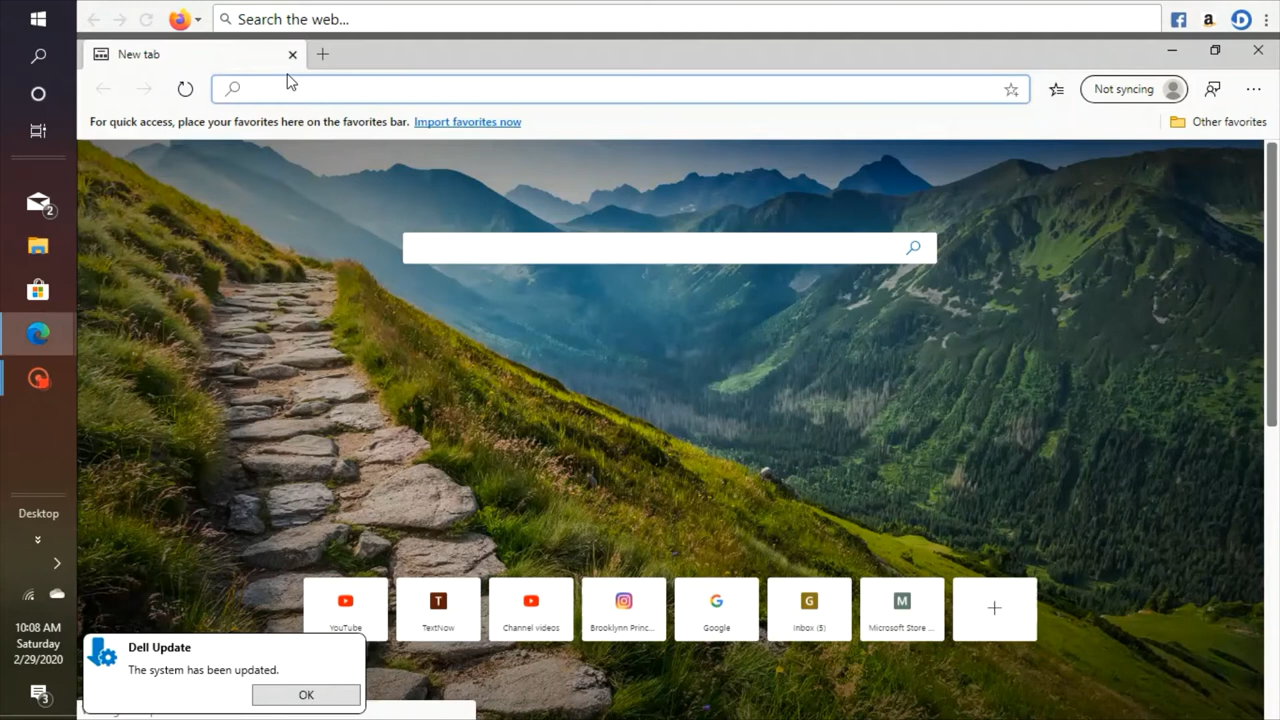 Search the web...
New tab
Not syncing
For quick access, place your favorites here on the favorites bar. Import favorites now
Other favorites
2
Desktop
YouTube
TextNow
Channel videos
Brooklynn Princ...
Google
G
Inbox (5)
M
Microsoft Store ...
T
10:08 AM
Saturday
2/29/2020
3
Dell Update
The system has been updated.
OK